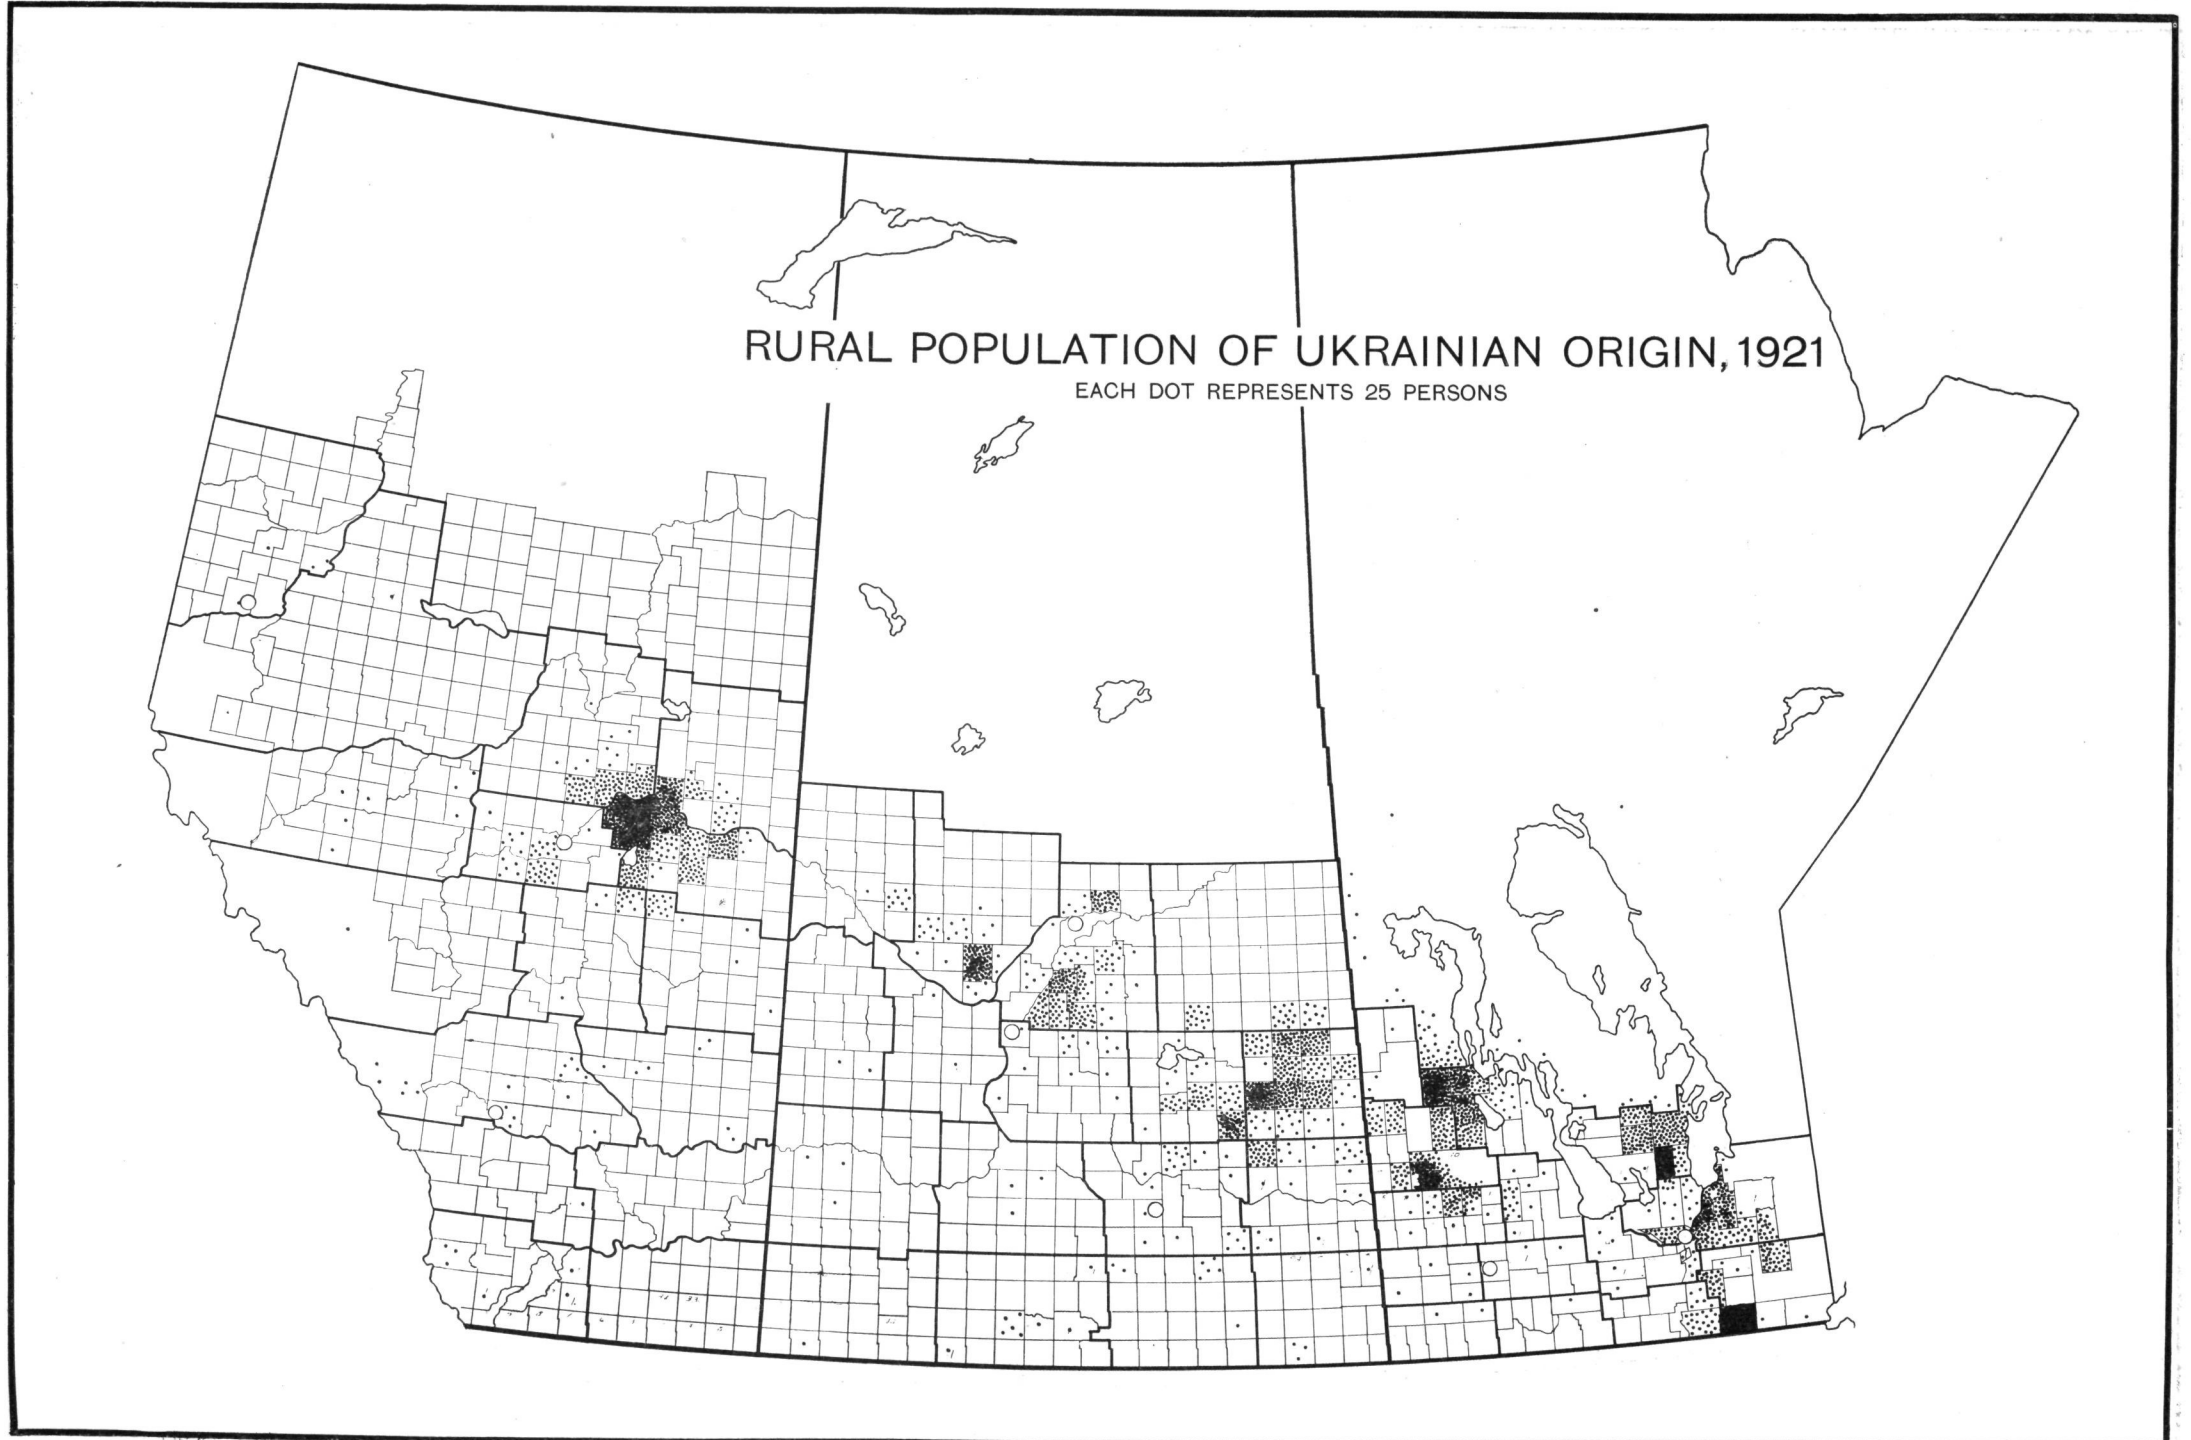 RURAL POPULATION OF UKRAINIAN ORIGIN, 1921
EACH DOT REPRESENTS 25 PERSONS